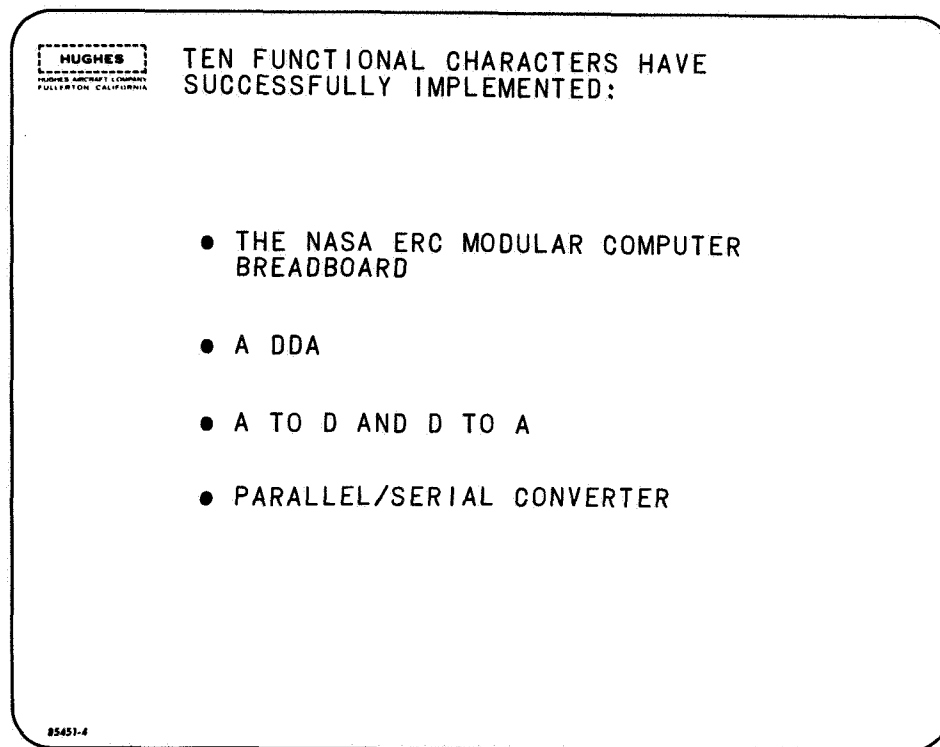 HUGHES
HUGHES AIRCRAFT COMPANY
FULLERTON CALIFORNIA
TEN FUNCTIONAL CHARACTERS HAVE
SUCCESSFULLY IMPLEMENTED:
● THE NASA ERC MODULAR COMPUTER
BREADBOARD
● A DDA
● A TO D AND D TO A
● PARALLEL/SERIAL CONVERTER
85451-4